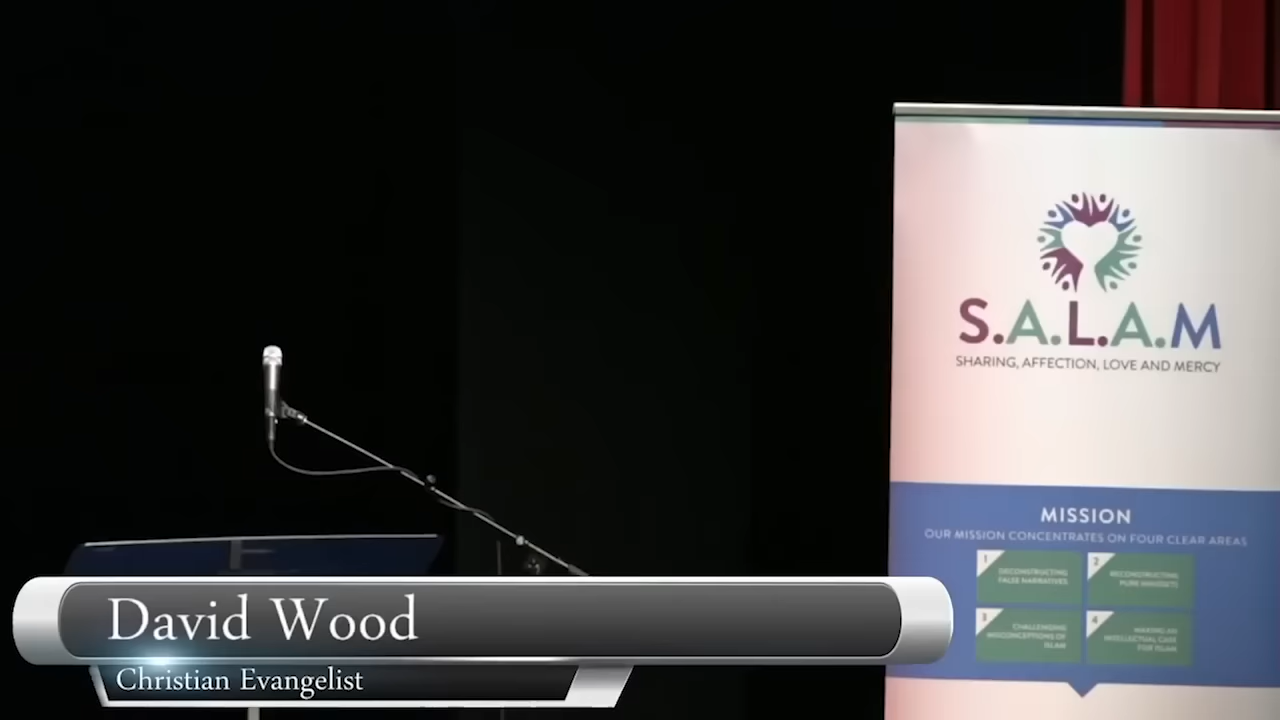 S.A.L.A.M
SHARING, AFFECTION, LOVE AND MERCY
MISSION
OUR MISSION CONCENTRATES ON FOUR CLEAR AREAS
1
DECONSTRUCTING
FALSE NARRATIVES
2
RECONSTRUCTING
PURE MINDSETS
3
CHALLENGING
MISCONCEPTIONS OF
ISLAM
4
MAKING AN
INTELLECTUAL CASE
FOR ISLAM
David Wood
Christian Evangelist